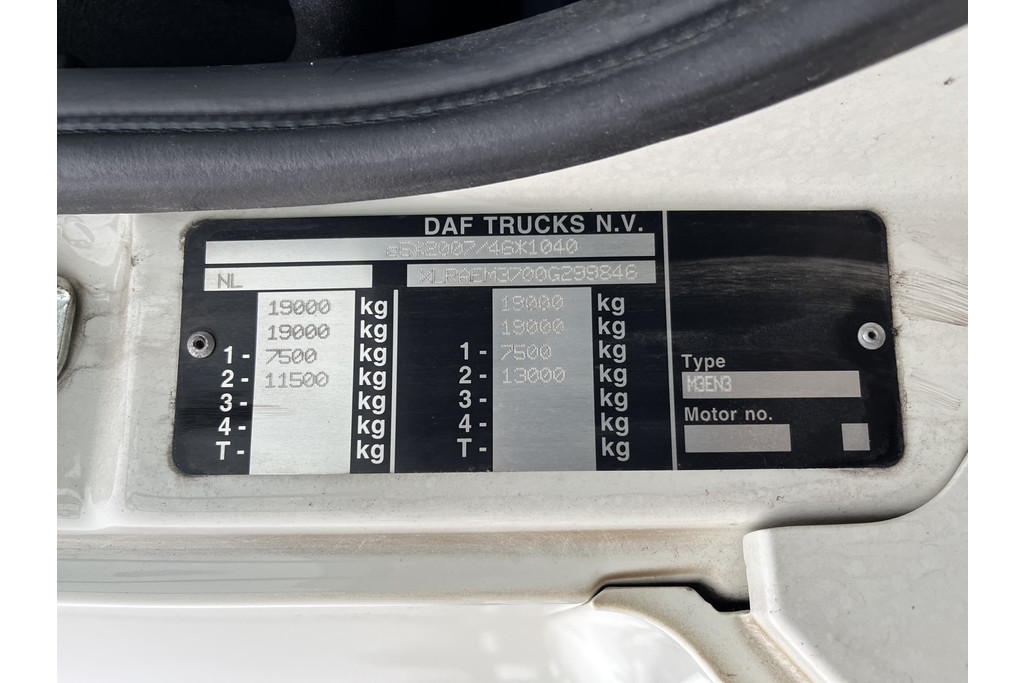 DAF TRUCKS N.V.
e5*2007/46*1040
NL XLRAEM3700G299846
19000 kg 19000 kg
19000 kg 19000 kg
1- 7500 kg 1- 7500 kg
2- 11500 kg 2- 13000 kg
3- kg 3- kg
4- kg 4- kg
T- kg T- kg
Type
M3EN3
Motor no.